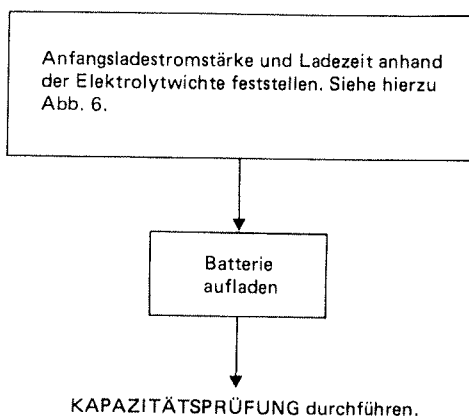 Anfangsladestromstärke und Ladezeit anhand
der Elektrolytwichte feststellen. Siehe hierzu
Abb. 6.
Batterie
aufladen
KAPAZITÄTSPRÜFUNG durchführen.